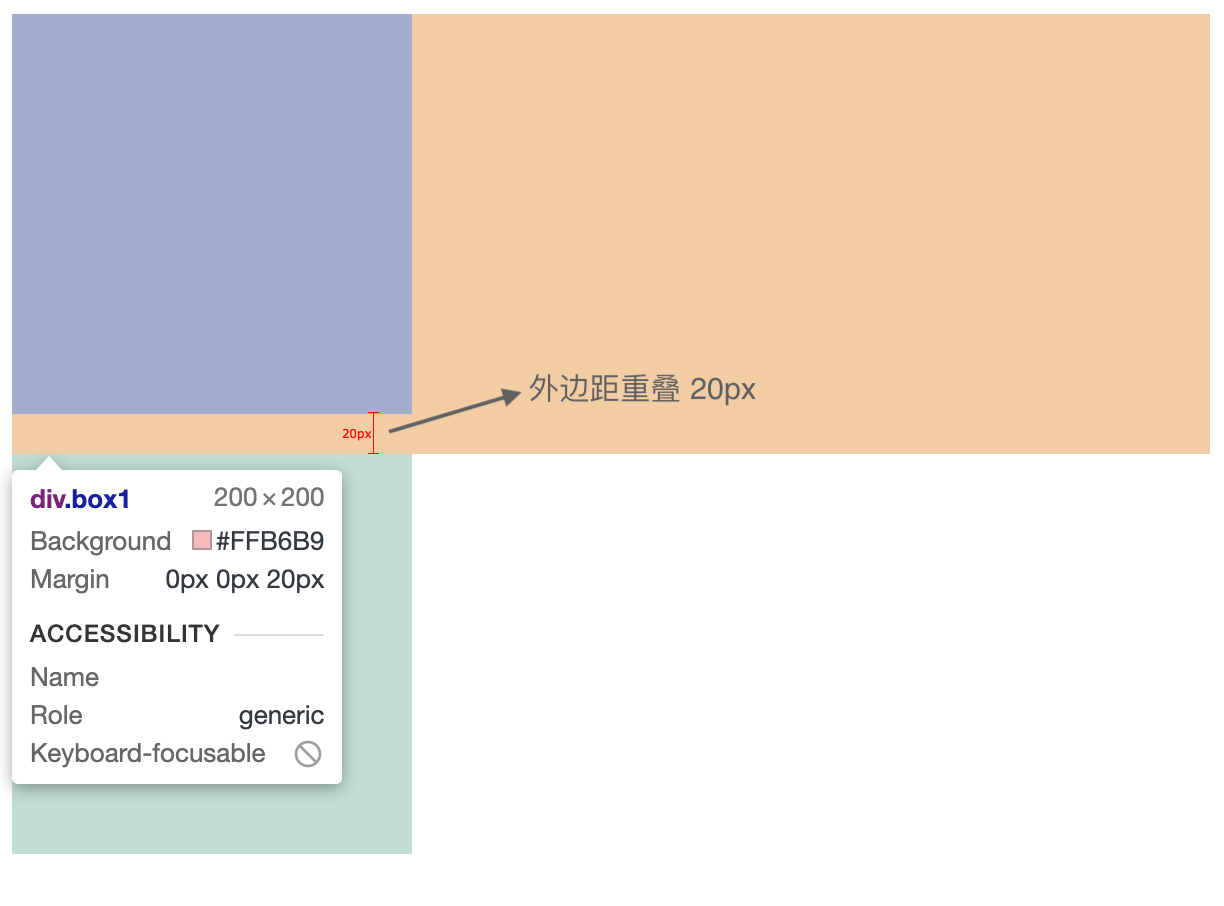 外边距重叠 20px
20px
div.box1 200×200
Background #FFB6B9
Margin 0px 0px 20px
ACCESSIBILITY
Name
Role generic
Keyboard-focusable